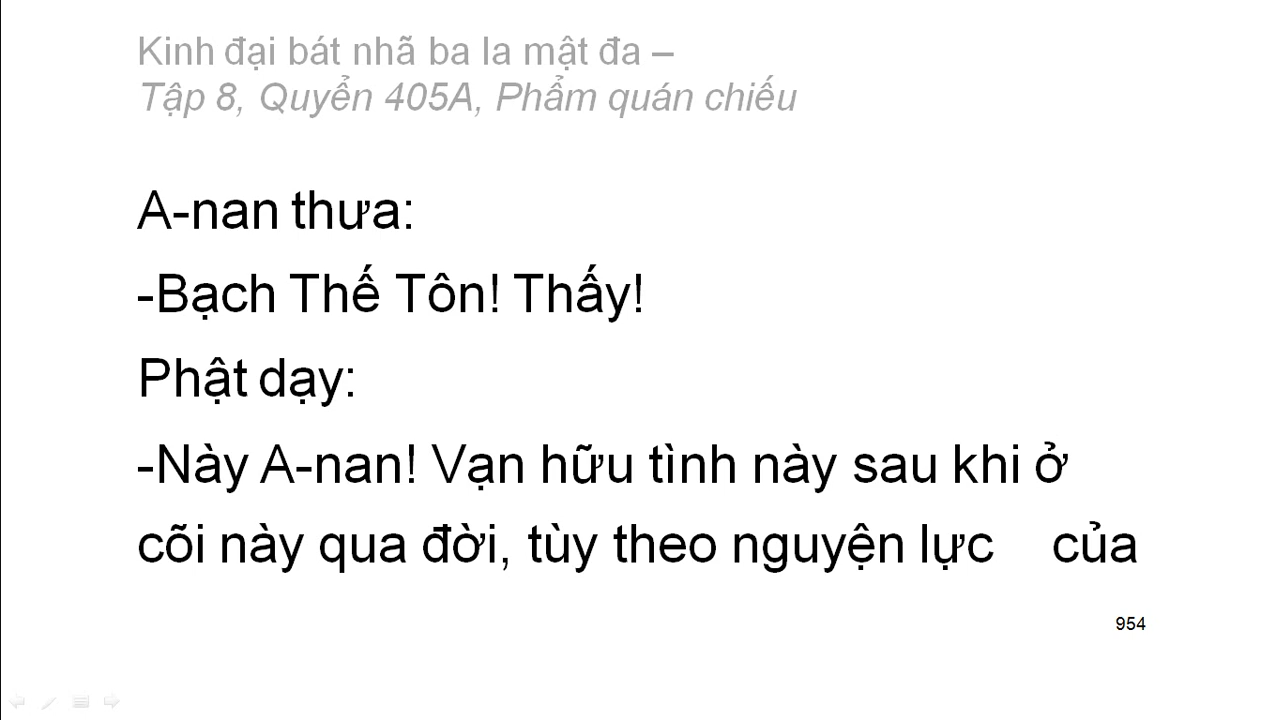 Kinh đại bát nhã ba la mật đa –
Tập 8, Quyển 405A, Phẩm quán chiếu
A-nan thưa:
-Bạch Thế Tôn! Thấy!
Phật dạy:
-Này A-nan! Vạn hữu tình này sau khi ở
cõi này qua đời, tùy theo nguyện lực của
954